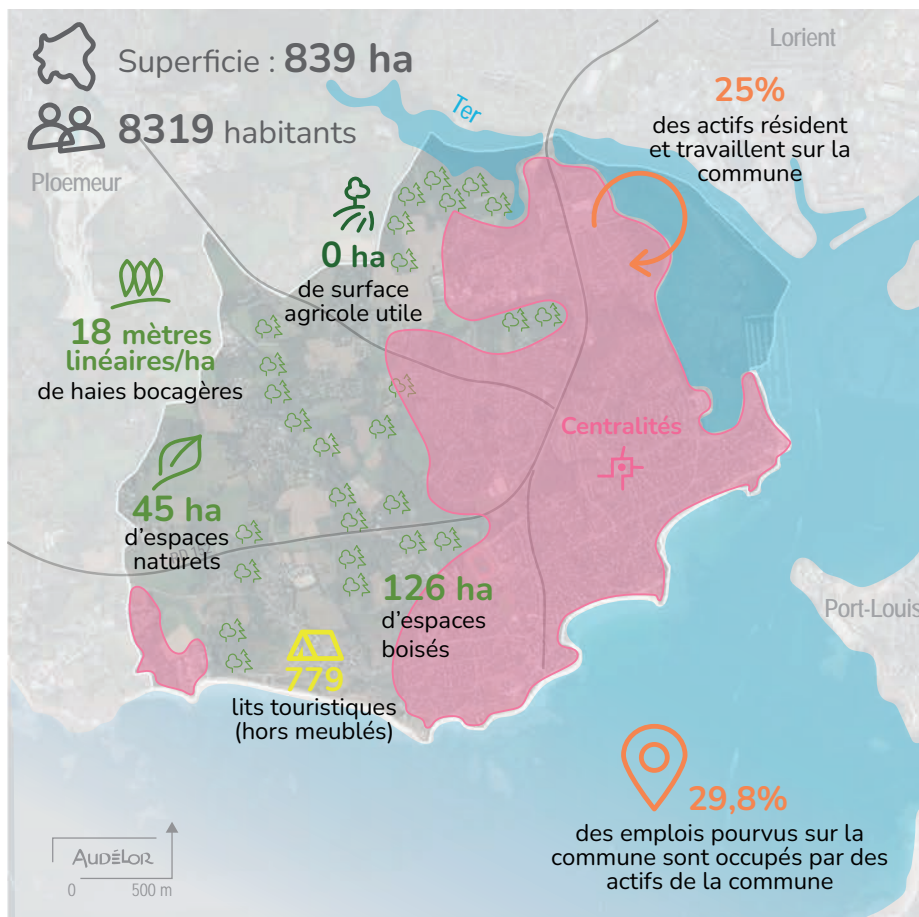 Superficie : 839 ha
8319 habitants
Lorient
Ter
25%
des actifs résident
et travaillent sur la
commune
Ploemeur
0 ha
de surface
agricole utile
18 mètres
linéaires/ha
de haies bocagères
Centralités
45 ha
d'espaces
naturels
RD 152
126 ha
d'espaces
boisés
Port-Louis
779
lits touristiques
(hors meublés)
29,8%
des emplois pourvus sur la
commune sont occupés par des
actifs de la commune
AUDÉLOR
0 500 m